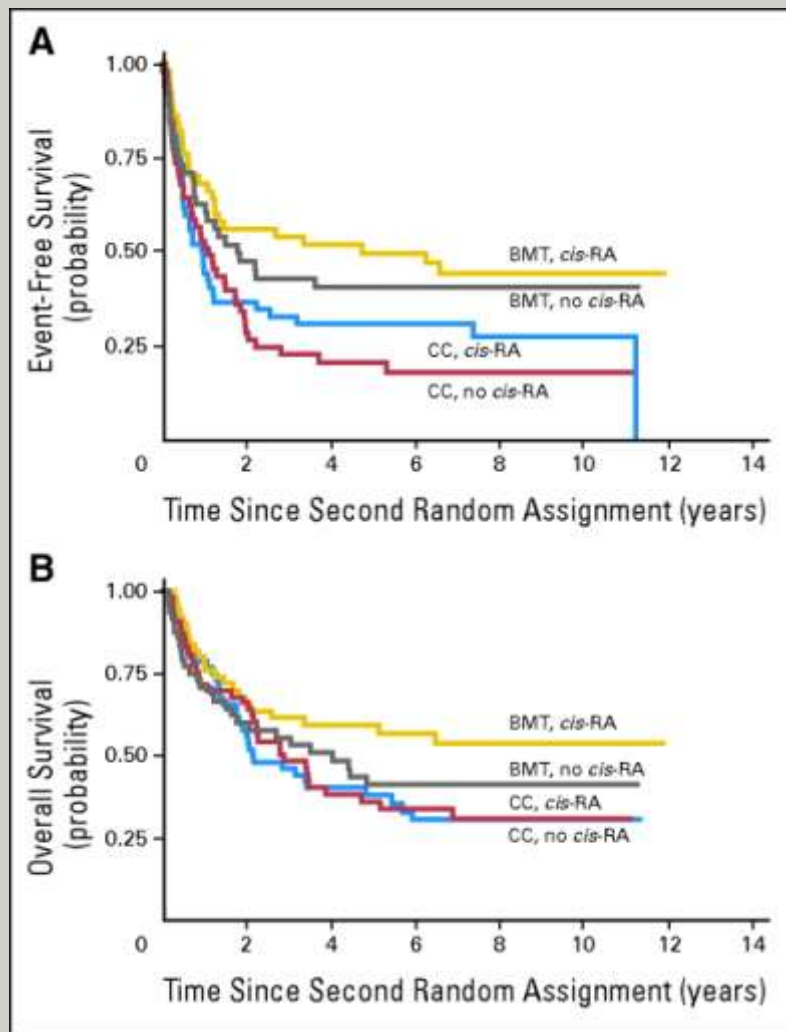 A
Event-Free Survival
(probability)
1.00
0.75
0.50
0.25
0
2
4
6
8
10
12
14
BMT, cis-RA
BMT, no cis-RA
CC, cis-RA
CC, no cis-RA
Time Since Second Random Assignment (years)
B
Overall Survival
(probability)
1.00
0.75
0.50
0.25
0
2
4
6
8
10
12
14
BMT, cis-RA
BMT, no cis-RA
CC, cis-RA
CC, no cis-RA
Time Since Second Random Assignment (years)